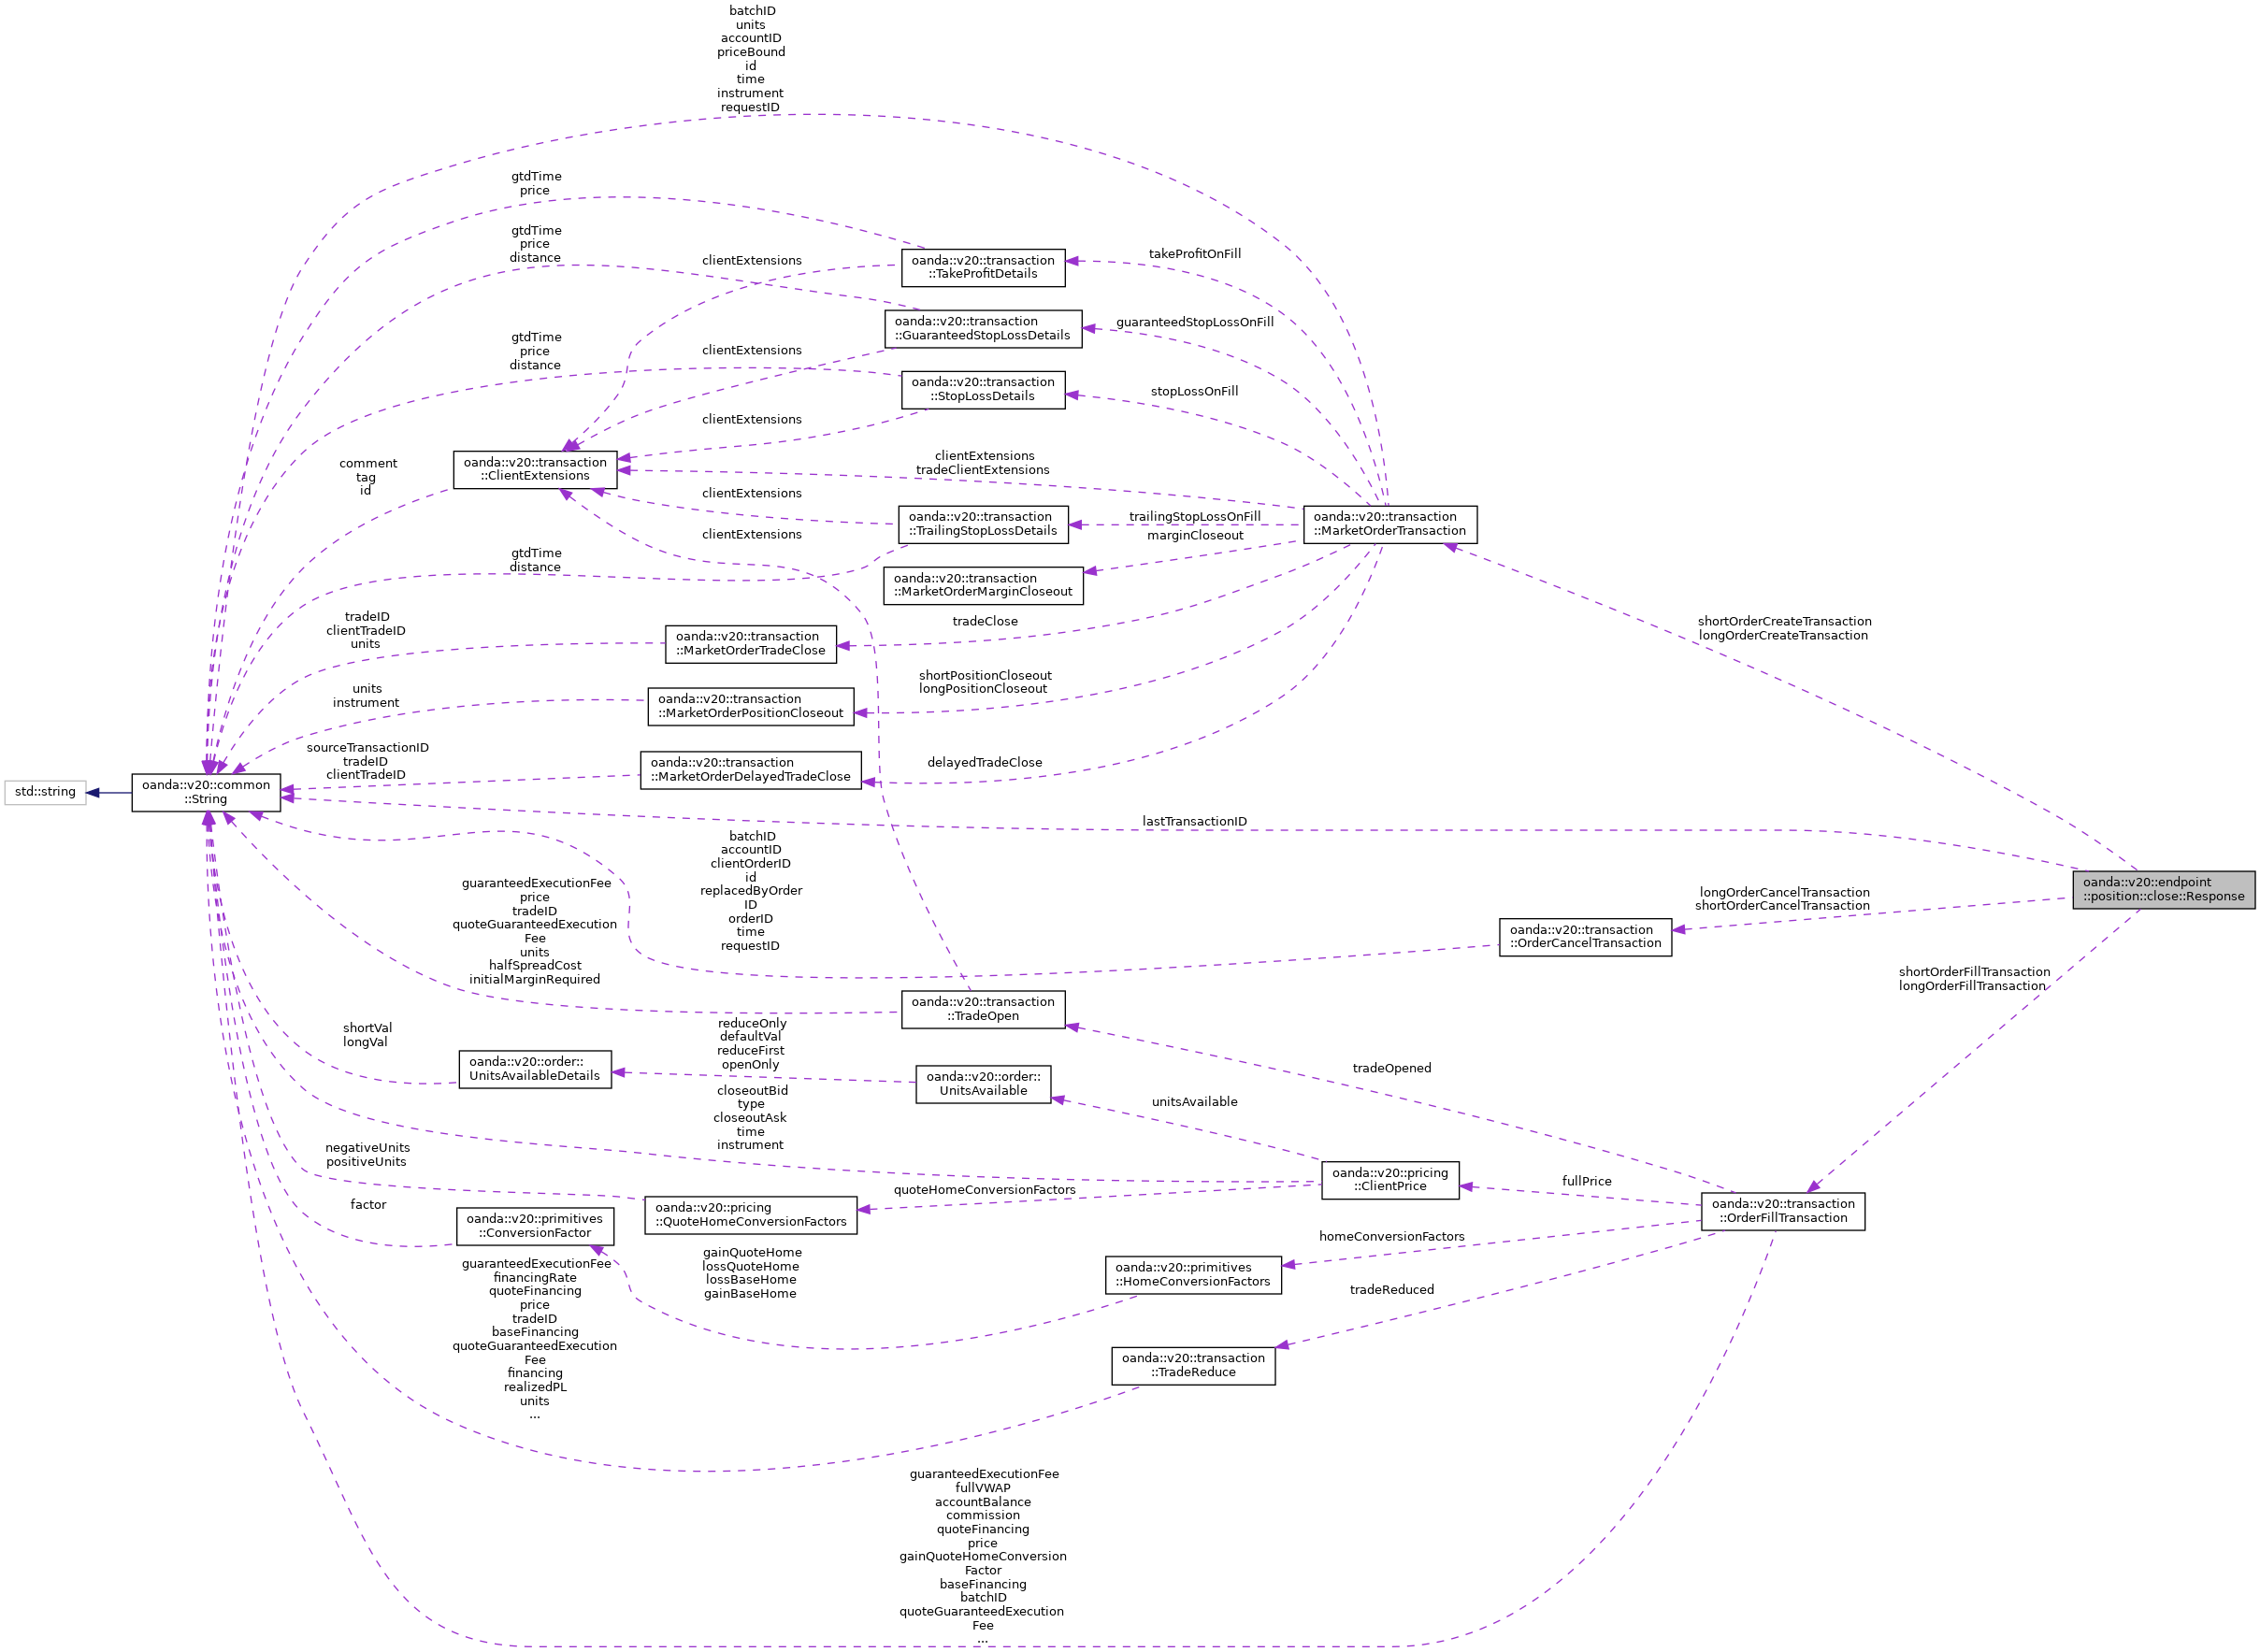 batchID
units
accountID
priceBound
id
time
instrument
requestID
gtdTime
price
gtdTime
price
distance
clientExtensions
oanda::v20::transaction
::TakeProfitDetails
takeProfitOnFill
oanda::v20::transaction
::GuaranteedStopLossDetails
guaranteedStopLossOnFill
gtdTime
price
distance
clientExtensions
oanda::v20::transaction
::StopLossDetails
stopLossOnFill
clientExtensions
comment
tag
id
oanda::v20::transaction
::ClientExtensions
clientExtensions
tradeClientExtensions
clientExtensions
oanda::v20::transaction
::TrailingStopLossDetails
trailingStopLossOnFill
marginCloseout
oanda::v20::transaction
::MarketOrderTransaction
clientExtensions
gtdTime
distance
oanda::v20::transaction
::MarketOrderMarginCloseout
tradeID
clientTradeID
units
oanda::v20::transaction
::MarketOrderTradeClose
tradeClose
shortOrderCreateTransaction
longOrderCreateTransaction
units
instrument
oanda::v20::transaction
::MarketOrderPositionCloseout
shortPositionCloseout
longPositionCloseout
sourceTransactionID
tradeID
clientTradeID
oanda::v20::transaction
::MarketOrderDelayedTradeClose
delayedTradeClose
std::string
oanda::v20::common
::String
lastTransactionID
batchID
accountID
clientOrderID
id
replacedByOrder
ID
orderID
time
requestID
guaranteedExecutionFee
price
tradeID
quoteGuaranteedExecution
Fee
units
halfSpreadCost
initialMarginRequired
longOrderCancelTransaction
shortOrderCancelTransaction
oanda::v20::endpoint
::position::close::Response
oanda::v20::transaction
::OrderCancelTransaction
shortOrderFillTransaction
longOrderFillTransaction
oanda::v20::transaction
::TradeOpen
shortVal
longVal
oanda::v20::order::
UnitsAvailableDetails
reduceOnly
defaultVal
reduceFirst
openOnly
oanda::v20::order::
UnitsAvailable
tradeOpened
unitsAvailable
closeoutBid
type
closeoutAsk
time
instrument
negativeUnits
positiveUnits
oanda::v20::pricing
::ClientPrice
fullPrice
quoteHomeConversionFactors
oanda::v20::pricing
::QuoteHomeConversionFactors
factor
oanda::v20::primitives
::ConversionFactor
oanda::v20::transaction
::OrderFillTransaction
homeConversionFactors
gainQuoteHome
lossQuoteHome
lossBaseHome
gainBaseHome
oanda::v20::primitives
::HomeConversionFactors
tradeReduced
guaranteedExecutionFee
financingRate
quoteFinancing
price
tradeID
baseFinancing
quoteGuaranteedExecution
Fee
financing
realizedPL
units
...
oanda::v20::transaction
::TradeReduce
guaranteedExecutionFee
fullVWAP
accountBalance
commission
quoteFinancing
price
gainQuoteHomeConversion
Factor
baseFinancing
batchID
quoteGuaranteedExecution
Fee
...